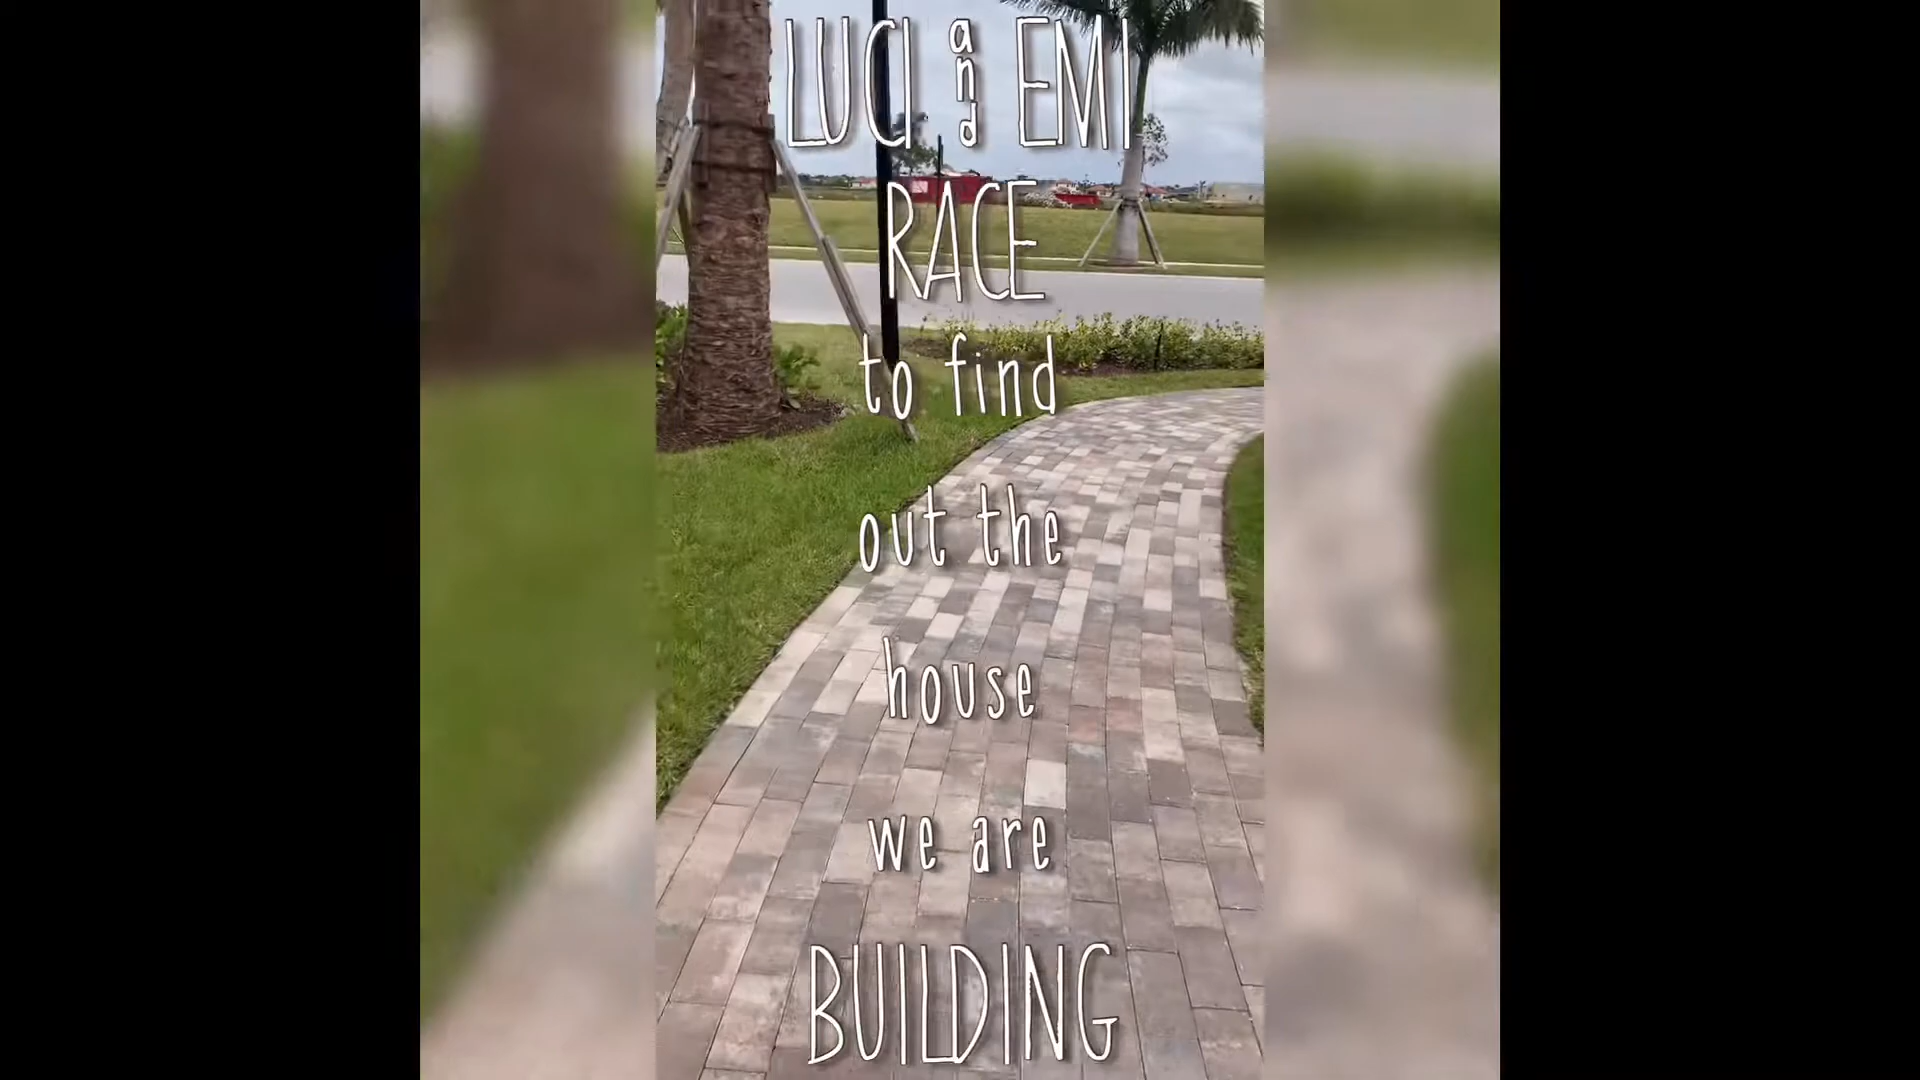 LUCI and EMI
RACE
to find
out the
house
we are
BUILDING